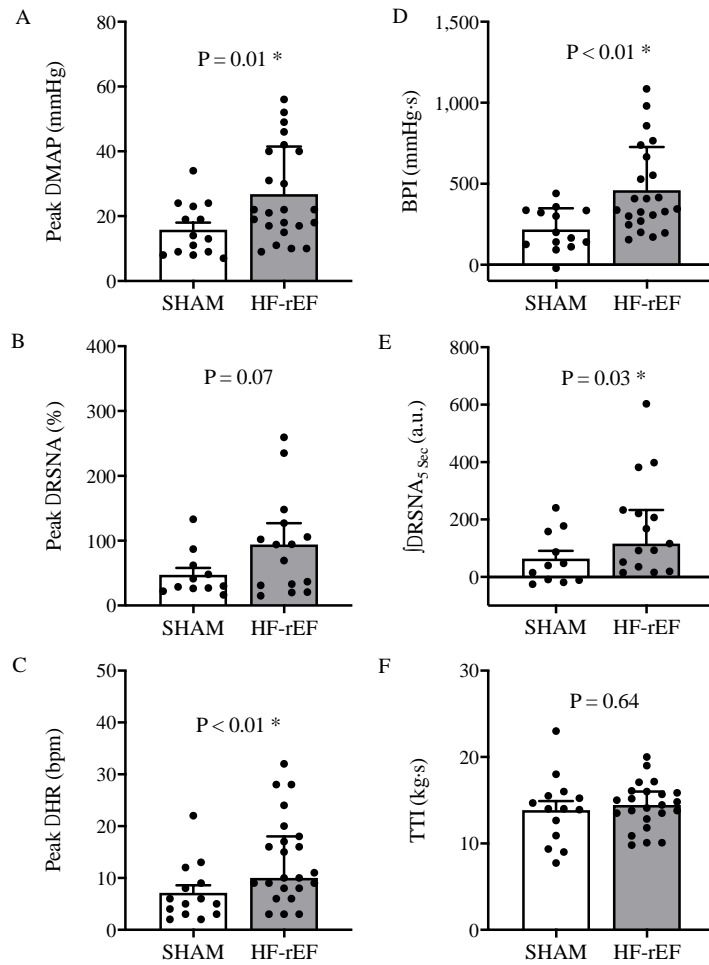 A
Peak DMAP (mmHg)
80
60
40
20
0
P = 0.01 *
SHAM HF-rEF
D
BPI (mmHg·s)
1,500
1,000
500
0
P < 0.01 *
SHAM HF-rEF
B
Peak DRSNA (%)
400
300
200
100
0
P = 0.07
SHAM HF-rEF
E
∫DRSNA5 Sec (a.u.)
800
600
400
200
0
P = 0.03 *
SHAM HF-rEF
C
Peak DHR (bpm)
50
40
30
20
10
0
P < 0.01 *
SHAM HF-rEF
F
TTI (kg·s)
30
20
10
0
P = 0.64
SHAM HF-rEF